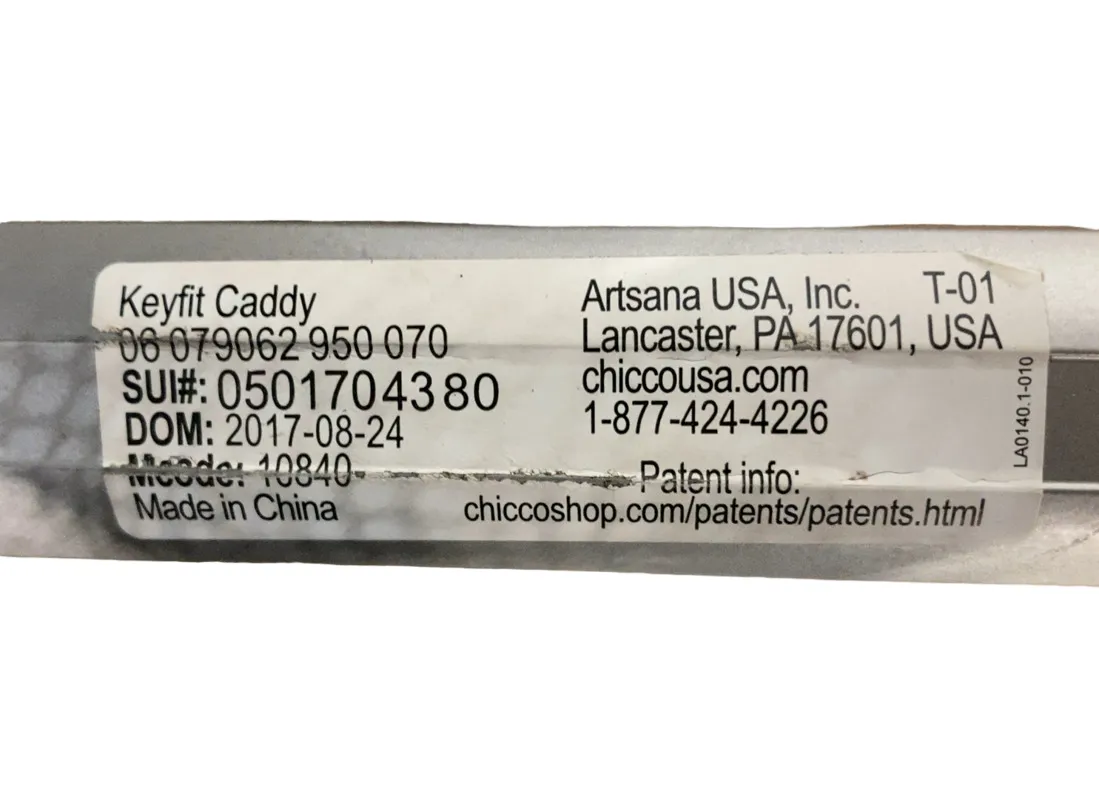 Keyfit Caddy
06 079062 950 070
SUI#: 0501704380
DOM: 2017-08-24
Mcode: 10840
Made in China
Artsana USA, Inc. T-01
Lancaster, PA 17601, USA
chiccousa.com
1-877-424-4226
Patent info:
chiccoshop.com/patents/patents.html
LA0140.1-010